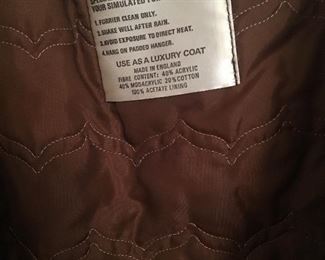 YOUR SIMULATED FUR
1. FURRIER CLEAN ONLY.
2. SHAKE WELL AFTER RAIN.
3. AVOID EXPOSURE TO DIRECT HEAT.
4. HANG ON PADDED HANGER.
USE AS A LUXURY COAT
MADE IN ENGLAND
FIBRE CONTENT: 40% ACRYLIC
40% MODACRYLIC 20% COTTON
100% ACETATE LINING